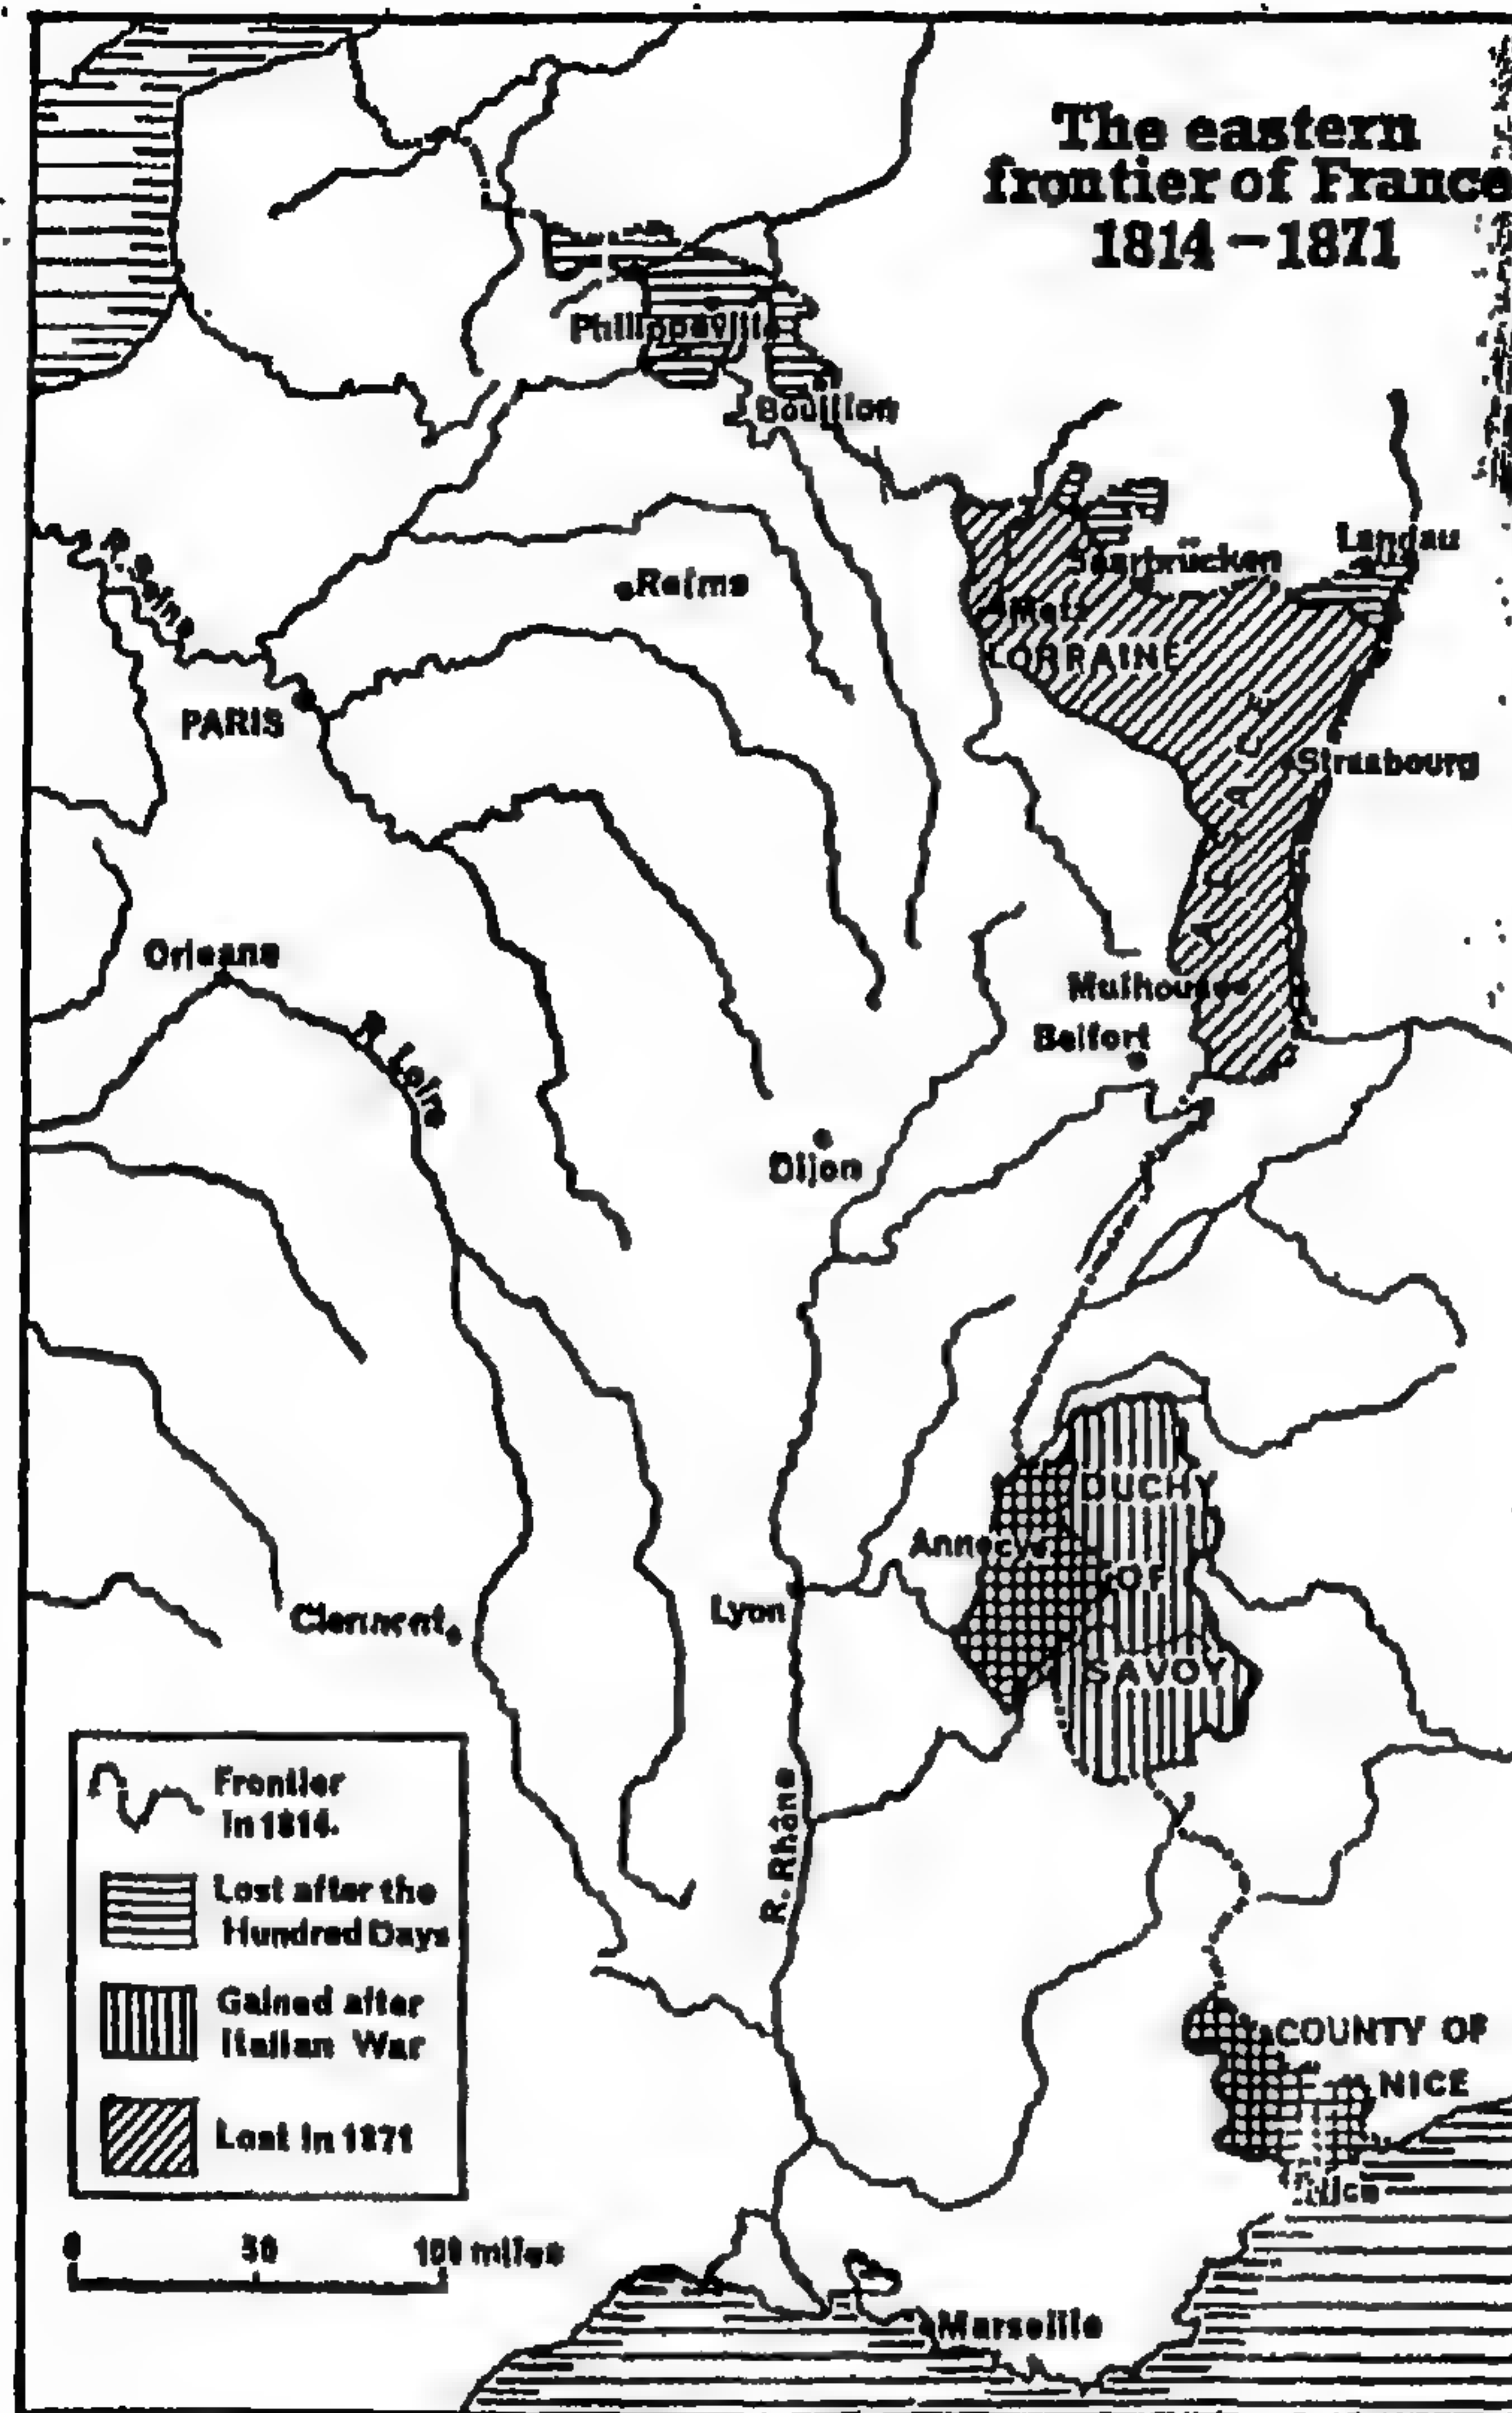 The eastern
frontier of France
1814 – 1871
Philippeville
Bouillon
Landau
Saarbrücken
Reims
Metz
LORRAINE
R. Seine
PARIS
ALSACE
Strasbourg
Orleans
Mulhouse
Belfort
R. Loire
Dijon
DUCHY
OF
SAVOY
Annecy
Lyon
Clermont
R. Rhône
Frontier
in 1814.
Lost after the
Hundred Days
Gained after
Italian War
Lost in 1871
COUNTY OF
NICE
Nice
0 50 100 miles
Marseille